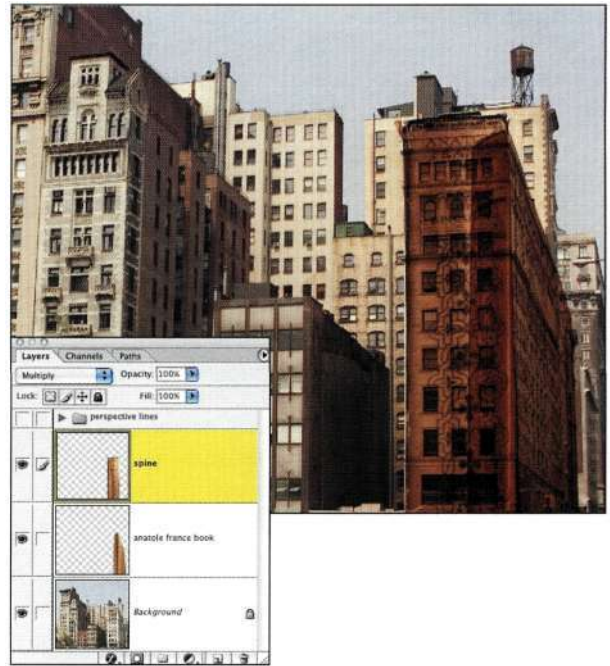 Layers Channels Paths
Multiply Opacity: 100%
Lock: Fill: 100%
perspective lines
spine
anatole france book
Background